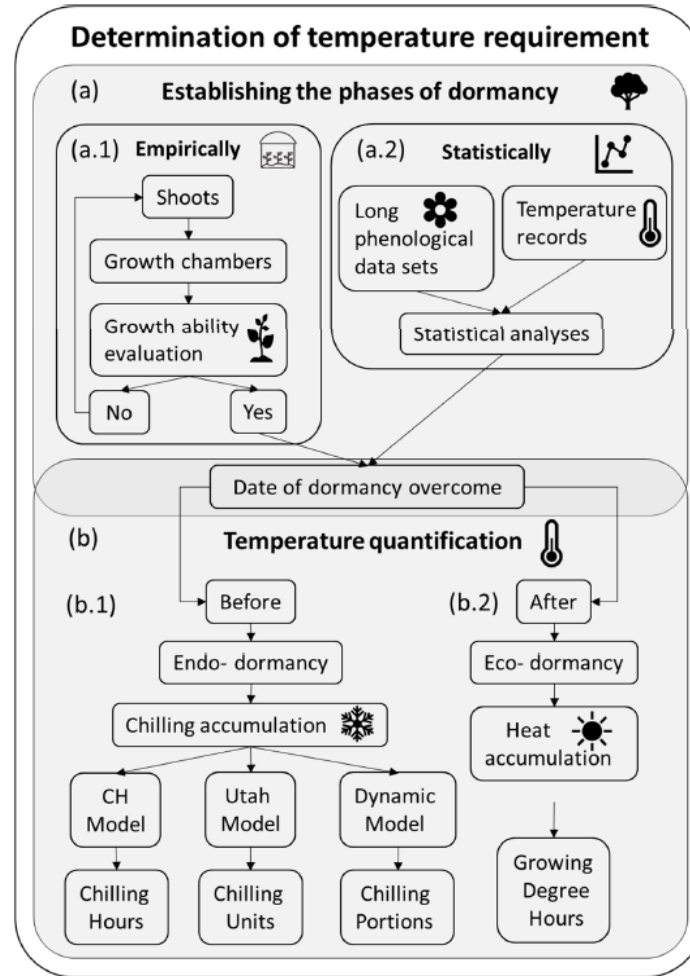 Determination of temperature requirement
(a)
Establishing the phases of dormancy
(a.1)
Empirically
Shoots
Growth chambers
Growth ability
evaluation
No
Yes
(a.2)
Statistically
Long
phenological
data sets
Temperature
records
Statistical analyses
Date of dormancy overcome
(b)
Temperature quantification
(b.1)
Before
Endo- dormancy
Chilling accumulation
CH
Model
Utah
Model
Dynamic
Model
Chilling
Hours
Chilling
Units
Chilling
Portions
(b.2)
After
Eco- dormancy
Heat
accumulation
Growing
Degree
Hours